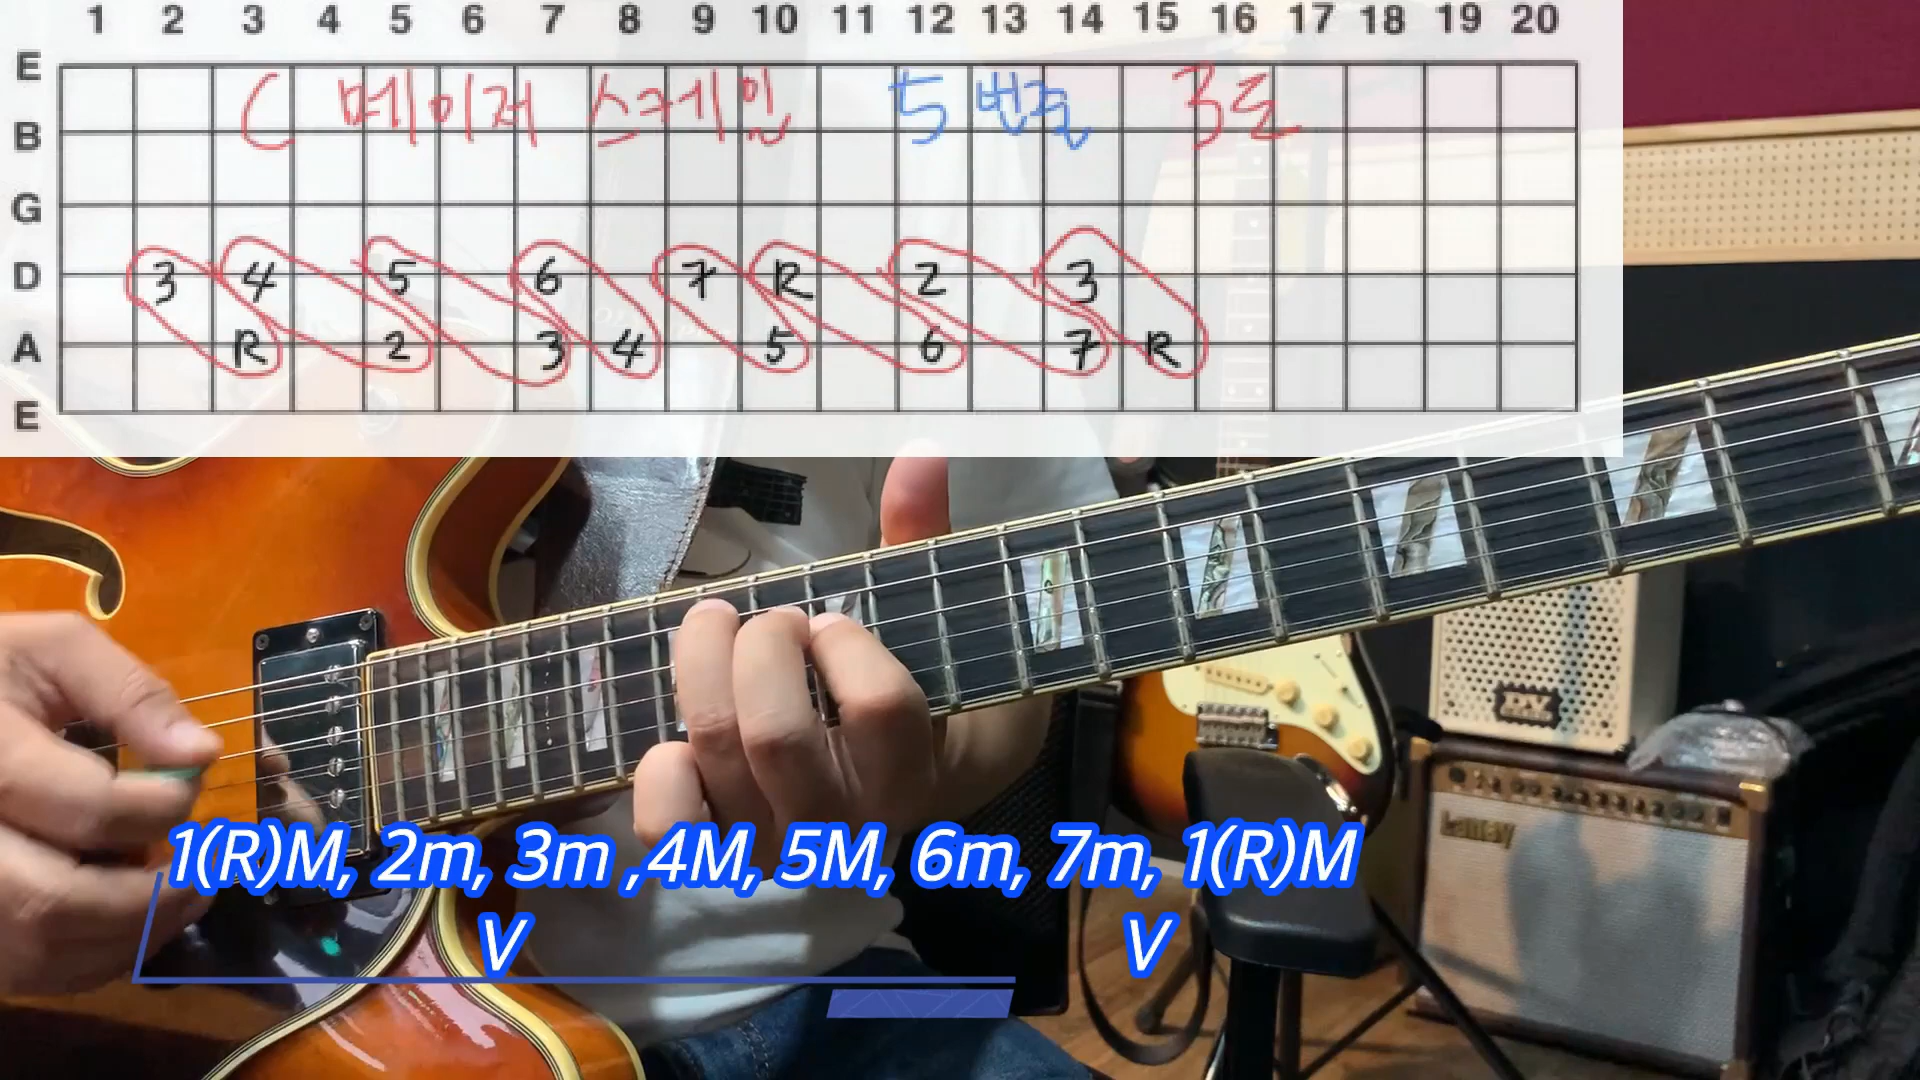 1 2 3 4 5 6 7 8 9 10 11 12 13 14 15 16 17 18 19 20
E
C 메이저 스케일 5번줄 3도
B
G
D 3 4 5 6 7 R 2 3
A R 2 3 4 5 6 7 R
E
1(R)M, 2m, 3m ,4M, 5M, 6m, 7m, 1(R)M
V V
Laney